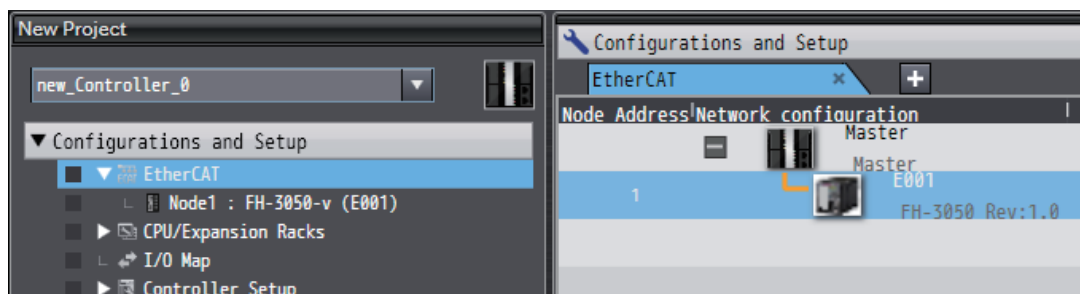 New Project
new_Controller_0
Configurations and Setup
EtherCAT
Node1 : FH-3050-v (E001)
CPU/Expansion Racks
I/O Map
Controller Setup
Configurations and Setup
EtherCAT
Node Address Network configuration
Master
Master
1
E001
FH-3050 Rev:1.0